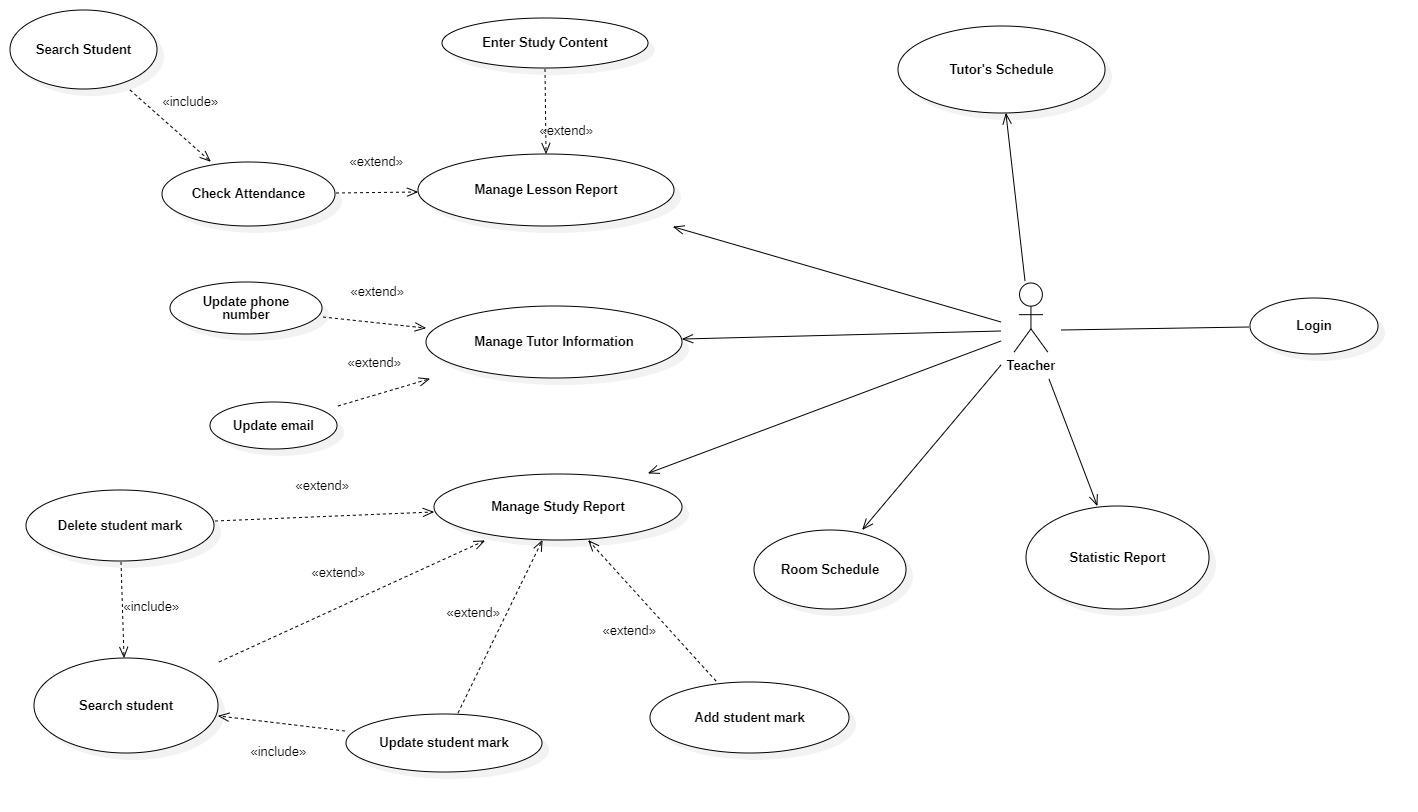 Search Student
Enter Study Content
Tutor's Schedule
«include»
«extend»
«extend»
Check Attendance
Manage Lesson Report
Update phone
number
«extend»
Manage Tutor Information
Login
«extend»
Teacher
Update email
«extend»
Delete student mark
Manage Study Report
Room Schedule
Statistic Report
«extend»
«include»
«extend»
«extend»
Search student
Add student mark
Update student mark
«include»